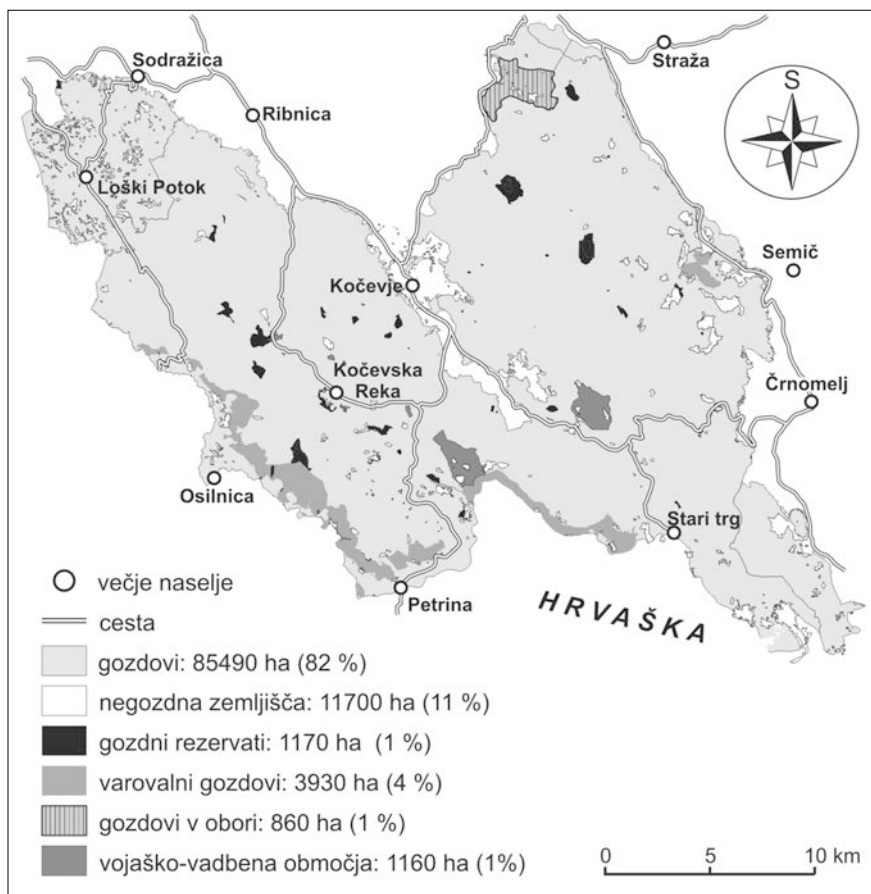 Sodražica
Straža
S
Ribnica
Loški Potok
Semič
Kočevje
Kočevska
Reka
Črnomelj
Osilnica
Stari trg
Petrina
HRVAŠKA
večje naselje
cesta
gozdovi: 85490 ha (82 %)
negozdna zemljišča: 11700 ha (11 %)
gozdni rezervati: 1170 ha (1 %)
varovalni gozdovi: 3930 ha (4 %)
gozdovi v obori: 860 ha (1 %)
vojaško-vadbena območja: 1160 ha (1%)
0 5 10 km